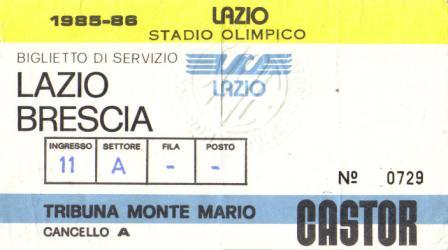 1985-86
LAZIO
STADIO OLIMPICO
BIGLIETTO DI SERVIZIO
LAZIO
LAZIO
BRESCIA
INGRESSO SETTORE FILA POSTO
11 A - -
Nº 0729
TRIBUNA MONTE MARIO
CANCELLO A
CASTOR